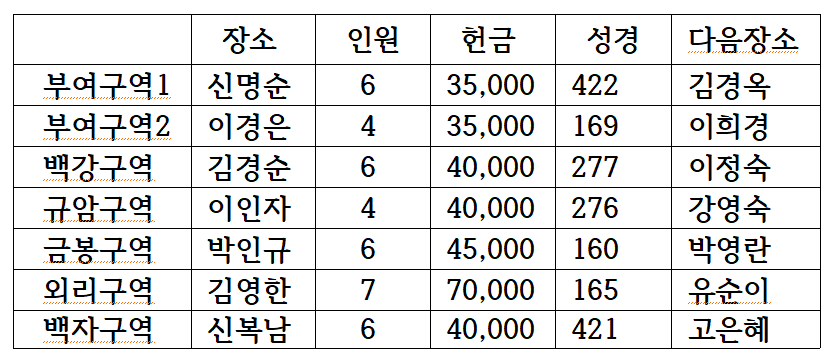 장소 인원 헌금 성경 다음장소
부여구역1 신명순 6 35,000 422 김경옥
부여구역2 이경은 4 35,000 169 이희경
백강구역 김경순 6 40,000 277 이정숙
규암구역 이인자 4 40,000 276 강영숙
금봉구역 박인규 6 45,000 160 박영란
외리구역 김영한 7 70,000 165 유순이
백자구역 신복남 6 40,000 421 고은혜